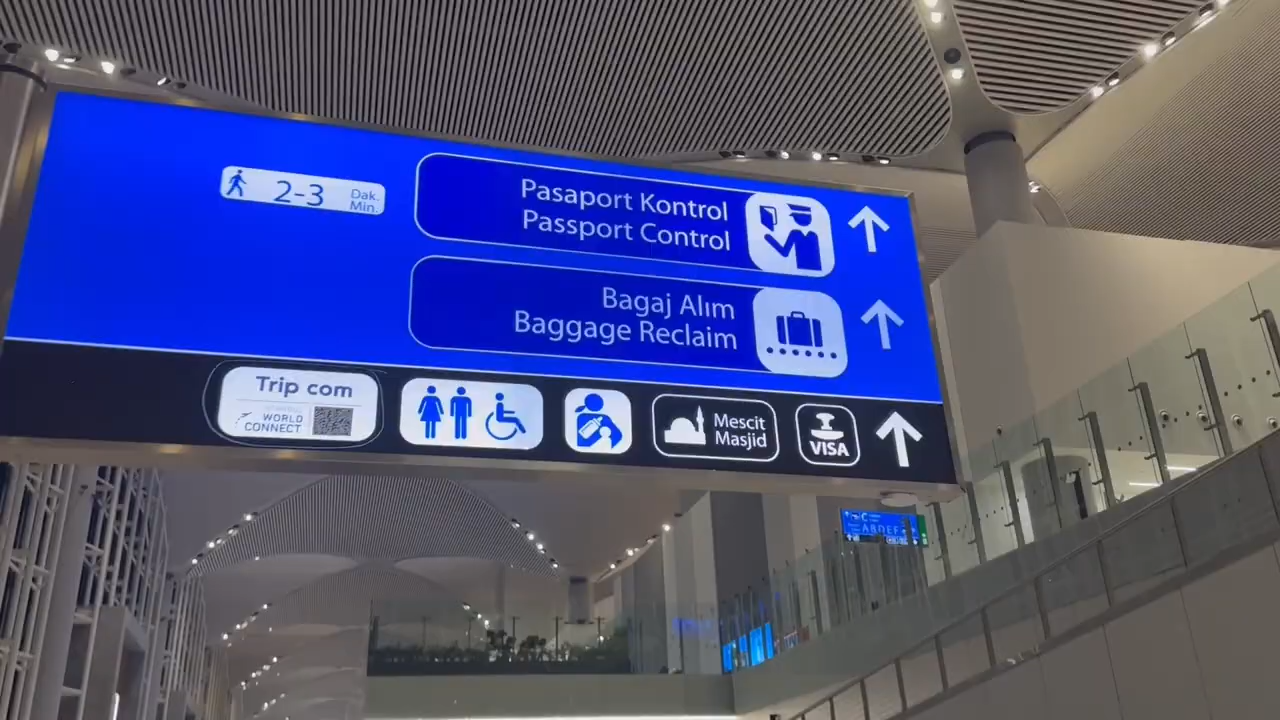 2-3 Dak.
Min.
Pasaport Kontrol
Passport Control
Bagaj Alım
Baggage Reclaim
Trip com
WORLD
CONNECT
Mescit
Masjid
VISA
ABDEF